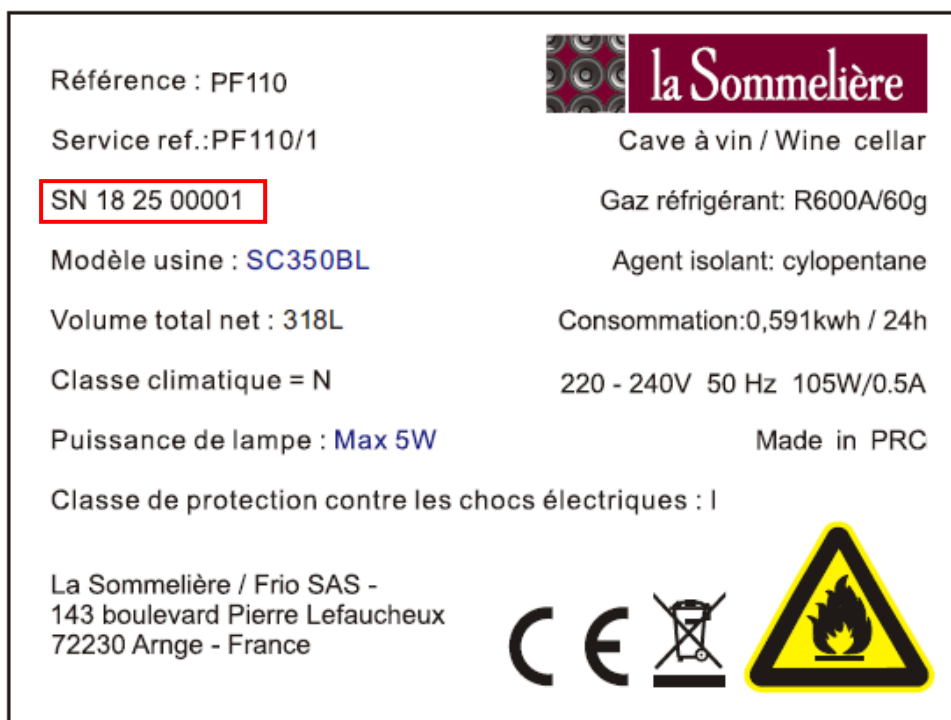 la Sommelière
Référence : PF110
Service ref.:PF110/1
Cave à vin / Wine cellar
SN 18 25 00001
Gaz réfrigérant: R600A/60g
Modèle usine : SC350BL
Agent isolant: cylopentane
Volume total net : 318L
Consommation:0,591kwh / 24h
Classe climatique = N
220 - 240V 50 Hz 105W/0.5A
Puissance de lampe : Max 5W
Made in PRC
Classe de protection contre les chocs électriques : I
La Sommelière / Frio SAS -
143 boulevard Pierre Lefaucheux
72230 Arnge - France
CE